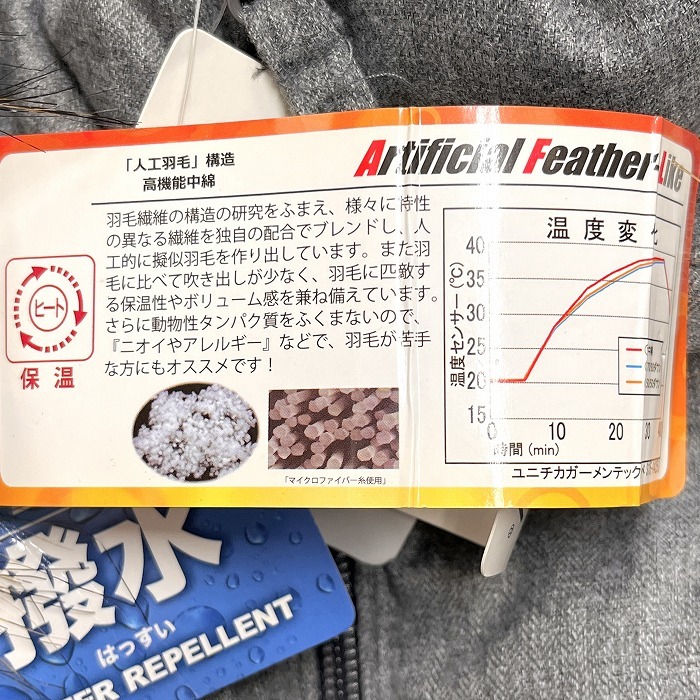 「人工羽毛」構造
高機能中綿
Artificial Feather-Like
羽毛繊維の構造の研究をふまえ、様々に特性
の異なる繊維を独自の配合でブレンドし、人
工的に擬似羽毛を作り出しています。また羽
毛に比べて吹き出しが少なく、羽毛に匹敵す
る保温性やボリューム感を兼ね備えています。
さらに動物性タンパク質をふくまないので、
『ニオイやアレルギー』などで、羽毛が苦手
な方にもオススメです！
ヒート
保温
「マイクロファイバー糸使用」
温度変化
温度センサー(℃)
40
35
30
25
20
15
0
10
20
30
40
時間(min)
ユニチカガーメンテック
撥水
はっすい
REPELLENT